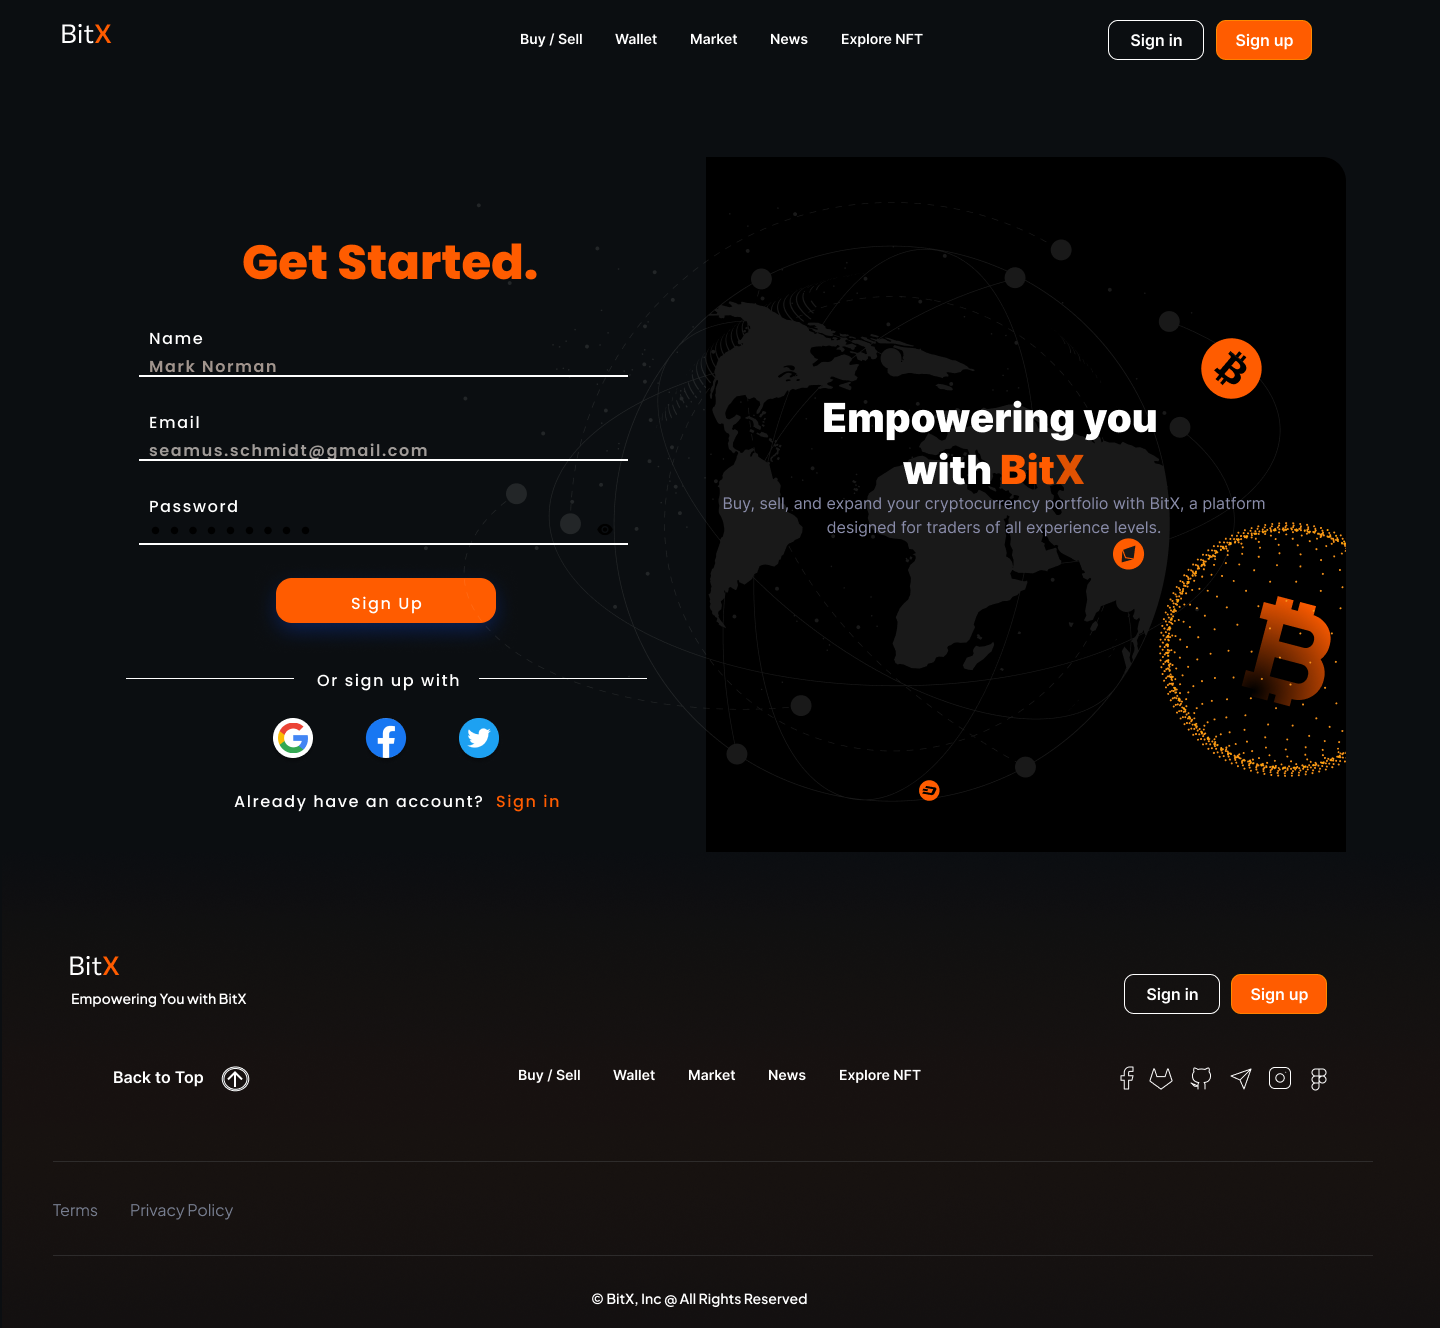 BitX
Buy / Sell
Wallet
Market
News
Explore NFT
Sign in
Sign up
Get Started.
Name
Mark Norman
Email
seamus.schmidt@gmail.com
Password
Sign Up
Or sign up with
Already have an account? Sign in
Empowering you
with BitX
Buy, sell, and expand your cryptocurrency portfolio with BitX, a platform
designed for traders of all experience levels.
BitX
Empowering You with BitX
Sign in
Sign up
Back to Top
Buy / Sell
Wallet
Market
News
Explore NFT
Terms
Privacy Policy
© BitX, Inc @ All Rights Reserved